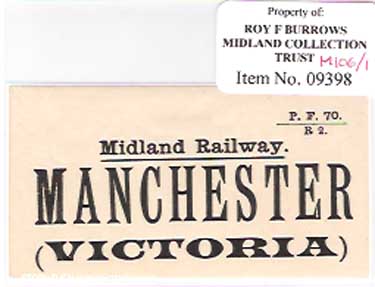 Property of:
ROY F BURROWS
MIDLAND COLLECTION
TRUST M106/1
Item No. 09398
P. F. 70.
R 2.
Midland Railway.
MANCHESTER
(VICTORIA)